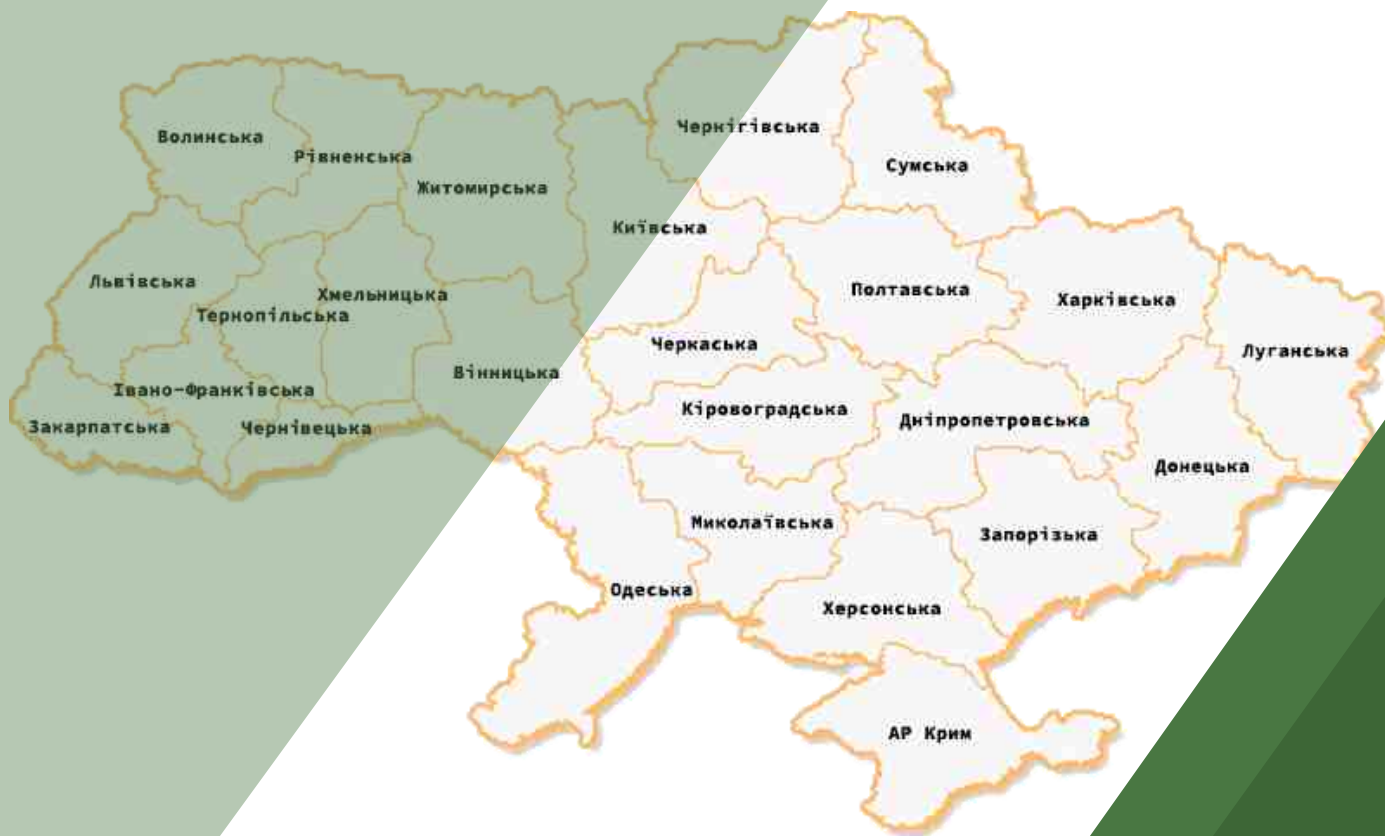 Чернігівська
Волинська
Рівненська
Сумська
Житомирська
Київська
Львівська
Хмельницька
Полтавська
Харківська
Тернопільська
Черкаська
Луганська
Вінницька
Івано-Франківська
Кіровоградська
Дніпропетровська
Закарпатська
Чернівецька
Донецька
Миколаївська
Запорізька
Одеська
Херсонська
АР Крим